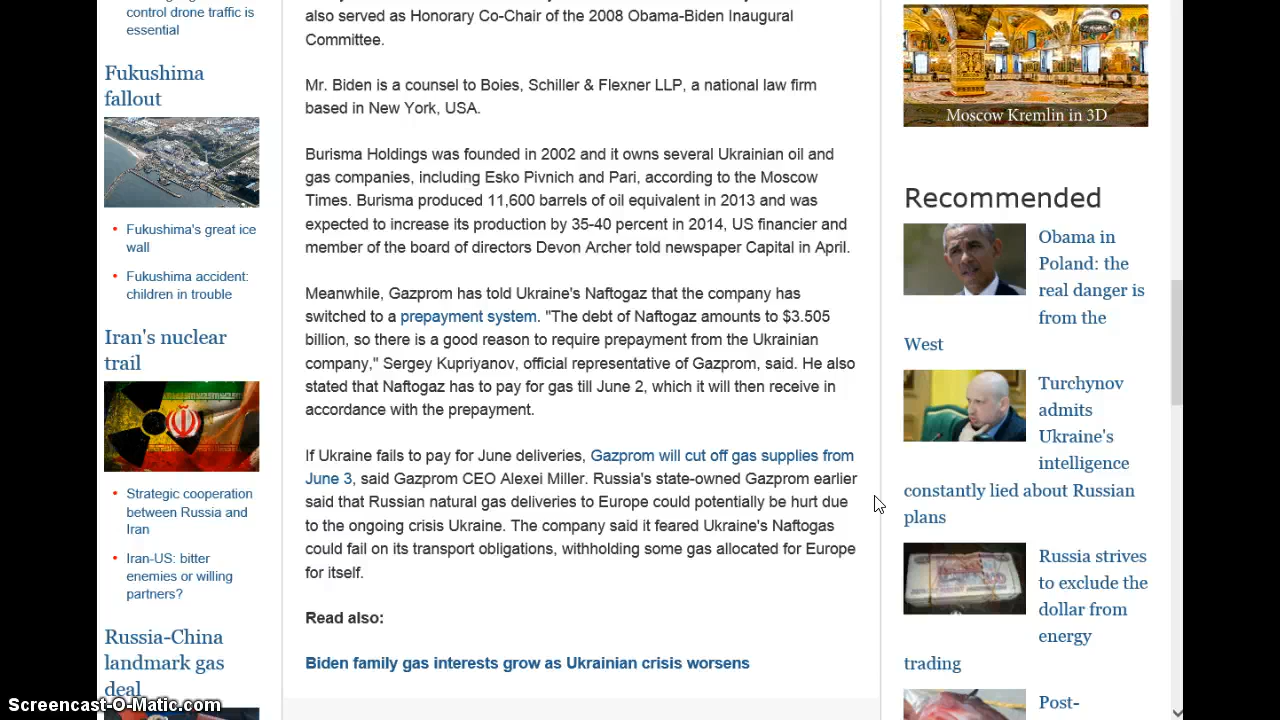 control drone traffic is
essential
Fukushima
fallout
Fukushima's great ice
wall
Fukushima accident:
children in trouble
Iran's nuclear
trail
Strategic cooperation
between Russia and
Iran
Iran-US: bitter
enemies or willing
partners?
Russia-China
landmark gas
deal
also served as Honorary Co-Chair of the 2008 Obama-Biden Inaugural
Committee.
Mr. Biden is a counsel to Boies, Schiller & Flexner LLP, a national law firm
based in New York, USA.
Burisma Holdings was founded in 2002 and it owns several Ukrainian oil and
gas companies, including Esko Pivnich and Pari, according to the Moscow
Times. Burisma produced 11,600 barrels of oil equivalent in 2013 and was
expected to increase its production by 35-40 percent in 2014, US financier and
member of the board of directors Devon Archer told newspaper Capital in April.
Meanwhile, Gazprom has told Ukraine's Naftogaz that the company has
switched to a prepayment system. "The debt of Naftogaz amounts to $3.505
billion, so there is a good reason to require prepayment from the Ukrainian
company," Sergey Kupriyanov, official representative of Gazprom, said. He also
stated that Naftogaz has to pay for gas till June 2, which it will then receive in
accordance with the prepayment.
If Ukraine fails to pay for June deliveries, Gazprom will cut off gas supplies from
June 3, said Gazprom CEO Alexei Miller. Russia's state-owned Gazprom earlier
said that Russian natural gas deliveries to Europe could potentially be hurt due
to the ongoing crisis Ukraine. The company said it feared Ukraine's Naftogas
could fail on its transport obligations, withholding some gas allocated for Europe
for itself.
Read also:
Biden family gas interests grow as Ukrainian crisis worsens
Moscow Kremlin in 3D
Recommended
Obama in
Poland: the
real danger is
from the
West
Turchynov
admits
Ukraine's
intelligence
constantly lied about Russian
plans
Russia strives
to exclude the
dollar from
energy
trading
Post-
Screencast-O-Matic.com